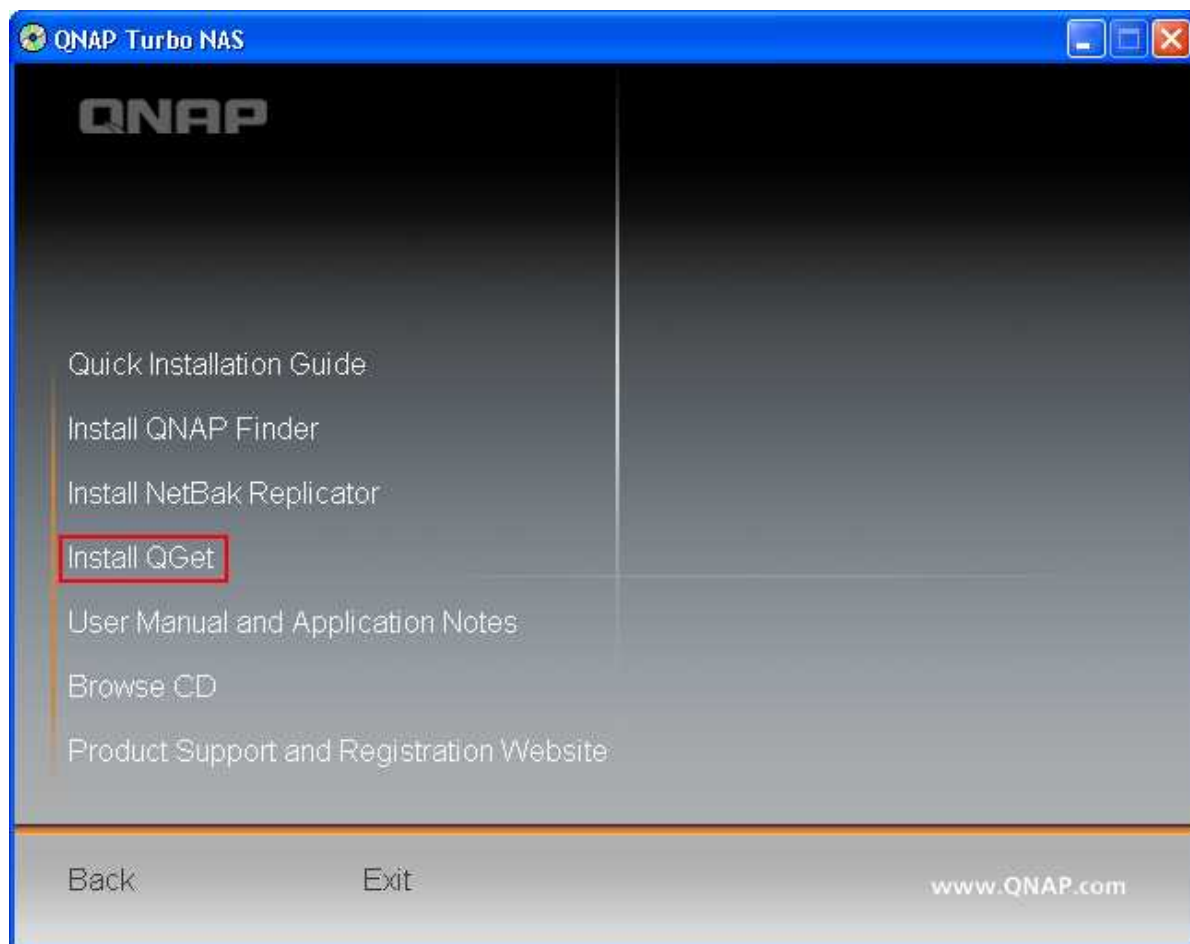 QNAP Turbo NAS
QNAP
Quick Installation Guide
Install QNAP Finder
Install NetBak Replicator
Install QGet
User Manual and Application Notes
Browse CD
Product Support and Registration Website
Back
Exit
www.QNAP.com